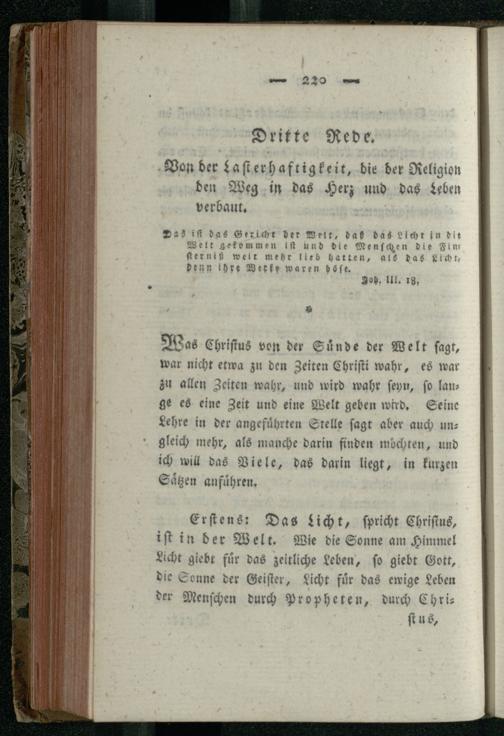 — 220 —
Dritte Rede.
Von der Lasterhaftigkeit, die der Religion
den Weg in das Herz und das Leben
verbaut.
Das ist das Gericht der Welt, daß das Licht in die
Welt gekommen ist und die Menschen die Fin-
sterniß weit mehr lieb hatten, als das Licht,
denn ihre Werke waren böse.
Joh. III. 18.
*
Was Christus von der Sünde der Welt sagt,
war nicht etwa zu den Zeiten Christi wahr, es war
zu allen Zeiten wahr, und wird wahr seyn, so lan-
ge es eine Zeit und eine Welt geben wird. Seine
Lehre in der angeführten Stelle sagt aber auch un-
gleich mehr, als manche darin finden möchten, und
ich will das Viele, das darin liegt, in kurzen
Sätzen anführen.
Erstens: Das Licht, spricht Christus,
ist in der Welt. Wie die Sonne am Himmel
Licht giebt für das zeitliche Leben, so giebt Gott,
die Sonne der Geister, Licht für das ewige Leben
der Menschen durch Propheten, durch Chri-
stus,